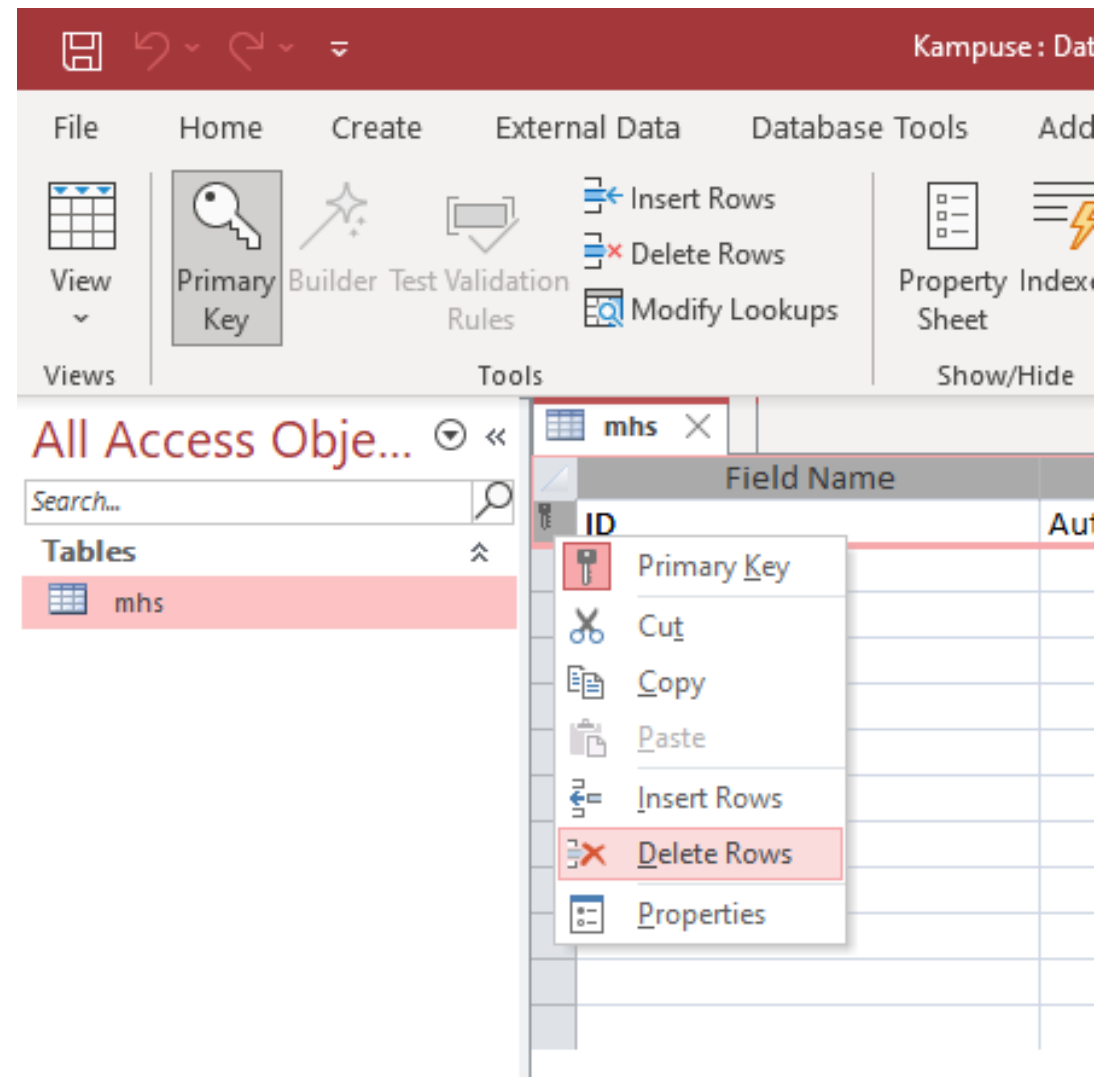 Kampuse : Dat
File Home Create External Data Database Tools Add
View
Primary Key
Builder
Test Validation Rules
Insert Rows
Delete Rows
Modify Lookups
Property Sheet
Indexe
Views
Tools
Show/Hide
All Access Obje...
Search...
Tables
mhs
mhs
Field Name
ID Aut
Primary Key
Cut
Copy
Paste
Insert Rows
Delete Rows
Properties